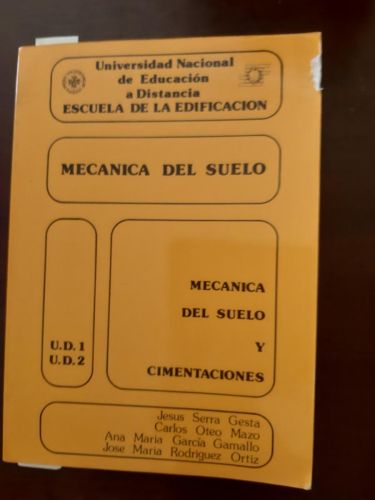 Universidad Nacional
de Educación
a Distancia
ESCUELA DE LA EDIFICACION
MECANICA DEL SUELO
MECANICA
DEL SUELO
Y
CIMENTACIONES
U.D.1
U.D.2
Jesus Serra Gesta
Carlos Oteo Mazo
Ana Maria García Gamallo
Jose Maria Rodriguez Ortiz